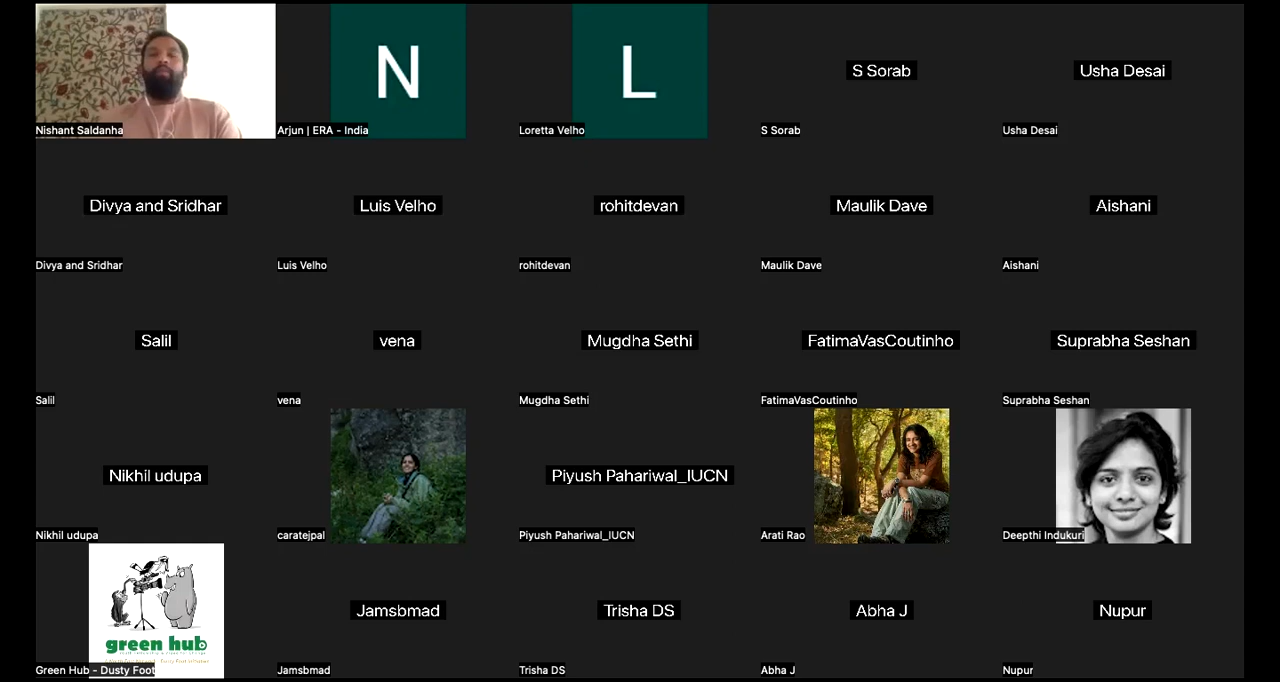 N
L
S Sorab
Usha Desai
Nishant Saldanha
Arjun | ERA - India
Loretta Velho
S Sorab
Usha Desai
Divya and Sridhar
Luis Velho
rohitdevan
Maulik Dave
Aishani
Divya and Sridhar
Luis Velho
rohitdevan
Maulik Dave
Aishani
Salil
vena
Mugdha Sethi
FatimaVasCoutinho
Suprabha Seshan
Salil
vena
Mugdha Sethi
FatimaVasCoutinho
Suprabha Seshan
Nikhil udupa
Piyush Pahariwal_IUCN
Nikhil udupa
caratejpal
Piyush Pahariwal_IUCN
Arati Rao
Deepthi Indukuri
green hub
Jamsbmad
Trisha DS
Abha J
Nupur
Green Hub - Dusty Foot
Jamsbmad
Trisha DS
Abha J
Nupur